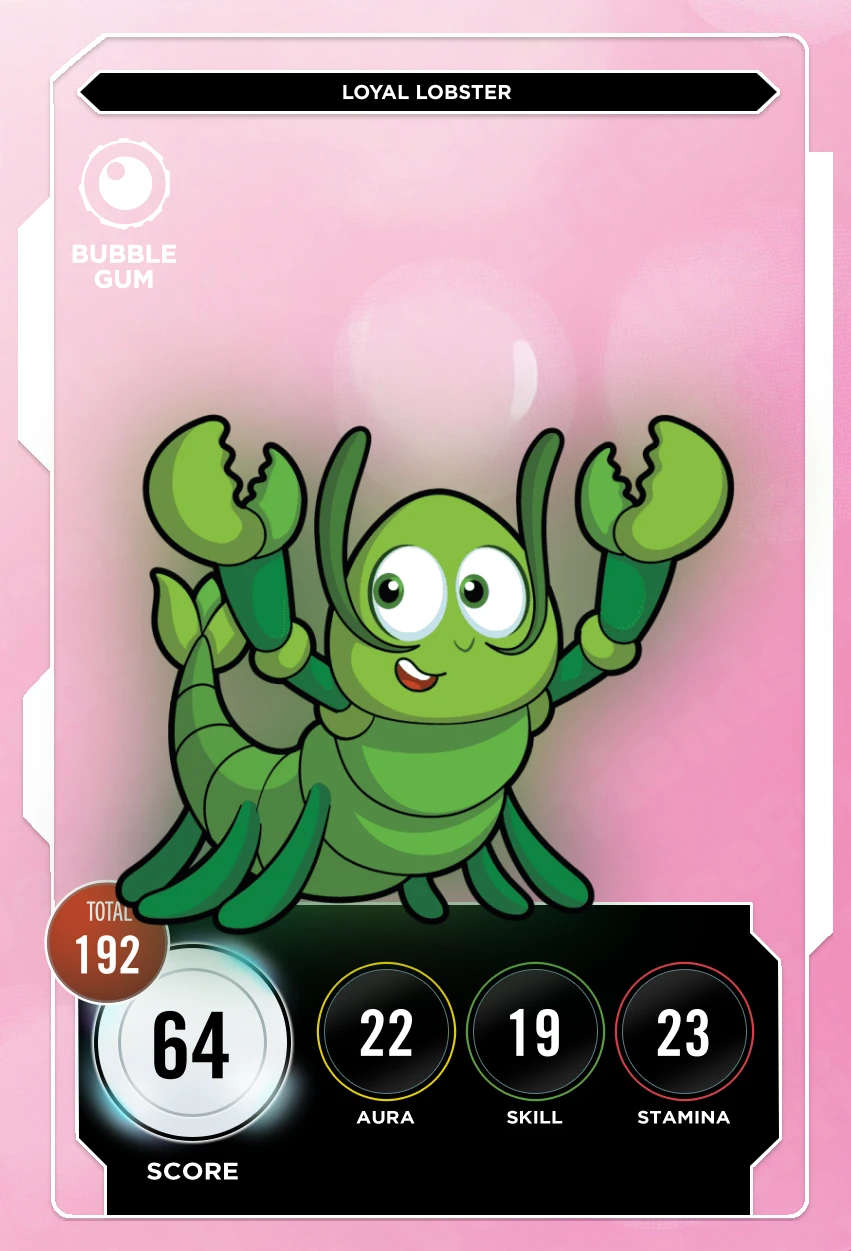 LOYAL LOBSTER
BUBBLE
GUM
TOTAL
192
64
22
19
23
AURA
SKILL
STAMINA
SCORE